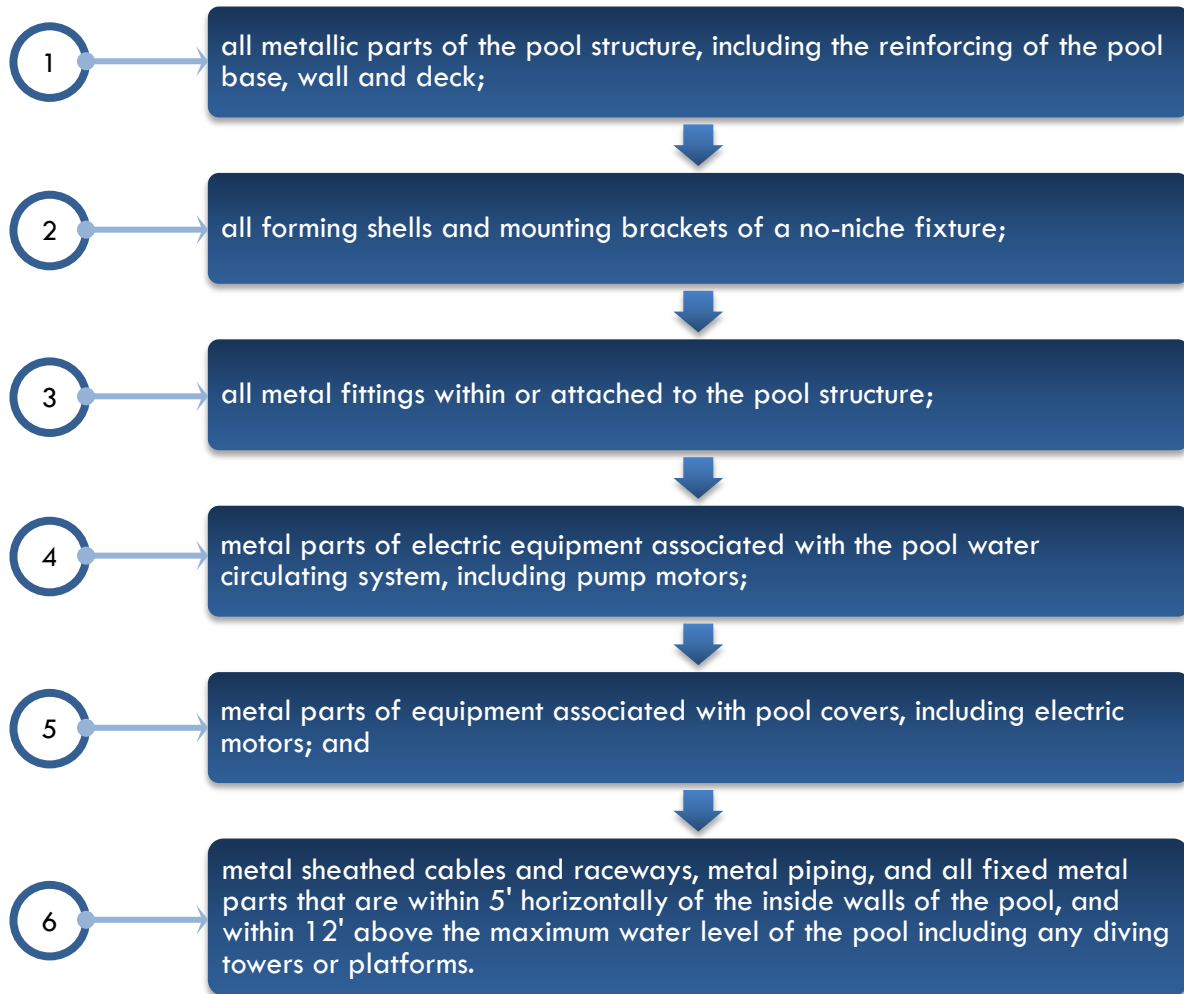 1
all metallic parts of the pool structure, including the reinforcing of the pool
base, wall and deck;
2
all forming shells and mounting brackets of a no-niche fixture;
3
all metal fittings within or attached to the pool structure;
4
metal parts of electric equipment associated with the pool water
circulating system, including pump motors;
5
metal parts of equipment associated with pool covers, including electric
motors; and
6
metal sheathed cables and raceways, metal piping, and all fixed metal
parts that are within 5' horizontally of the inside walls of the pool, and
within 12' above the maximum water level of the pool including any diving
towers or platforms.